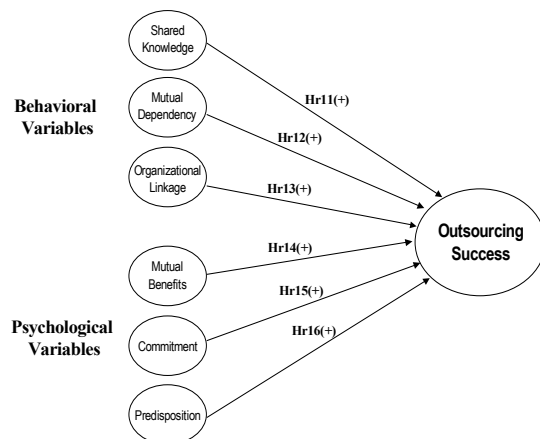 Shared
Knowledge
Hr11(+)
Behavioral
Variables
Mutual
Dependency
Hr12(+)
Organizational
Linkage
Hr13(+)
Outsourcing
Success
Mutual
Benefits
Hr14(+)
Psychological
Variables
Commitment
Hr15(+)
Predisposition
Hr16(+)